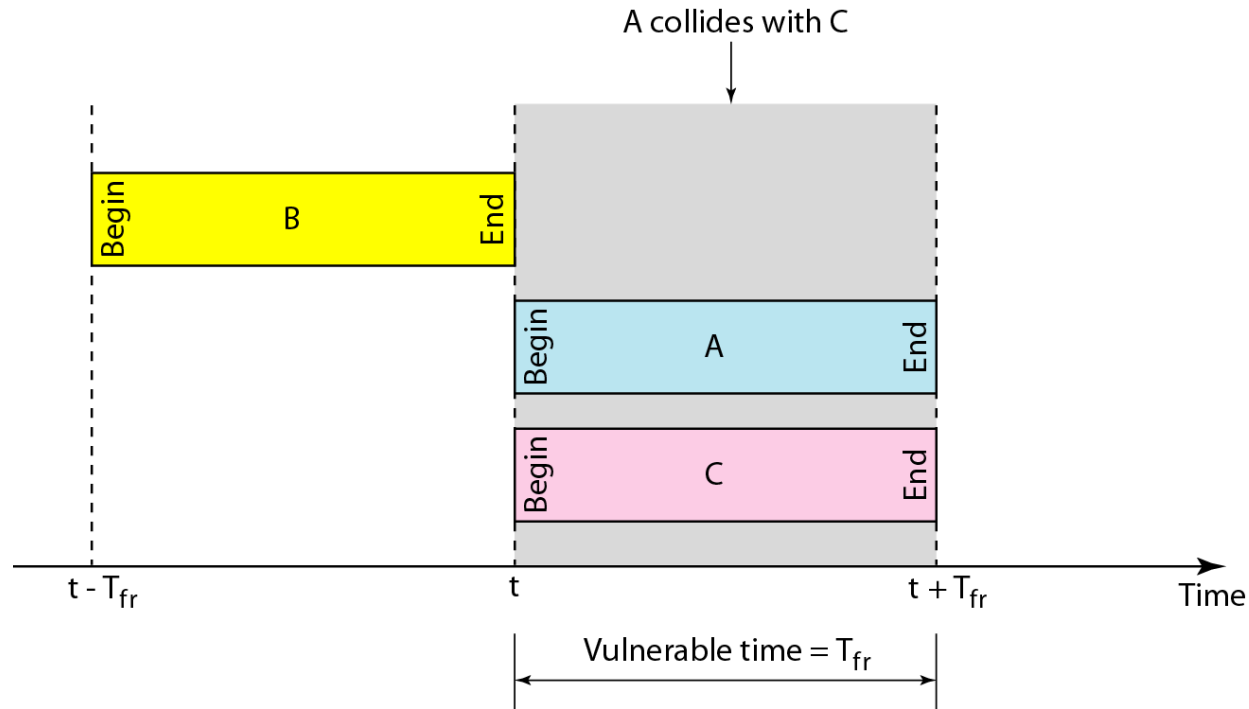 A collides with C
Begin
B
End
Begin
A
End
Begin
C
End
t - Tfr
t
t + Tfr
Time
Vulnerable time = Tfr